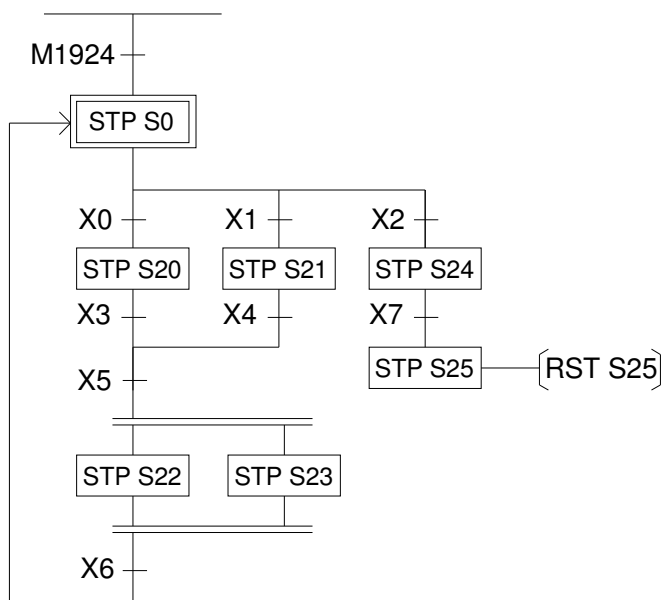 M1924
STP S0
X0 X1 X2
STP S20 STP S21 STP S24
X3 X4 X7
STP S25 RST S25
X5
STP S22 STP S23
X6